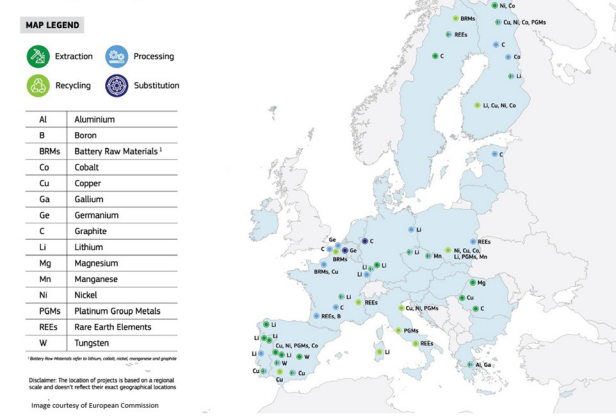 MAP LEGEND
Extraction
Processing
Recycling
Substitution
Al Aluminium
B Boron
BRMs Battery Raw Materials ¹
Co Cobalt
Cu Copper
Ga Gallium
Ge Germanium
C Graphite
Li Lithium
Mg Magnesium
Mn Manganese
Ni Nickel
PGMs Platinum Group Metals
REEs Rare Earth Elements
W Tungsten
¹ Battery Raw Materials refer to lithium, cobalt, nickel, manganese and graphite
Disclaimer: The location of projects is based on a regional
scale and doesn't reflect their exact geographical locations
Image courtesy of European Commission
Ni, Co
BRMs
Cu, Ni, Co, PGMs
REEs
C
C
Co
Li
Li, Cu, Ni, Co
C
Li
Ge
C
C
Ge
BRMs
REEs
Ni, Cu, Co,
Li, PGMs, Mn
Li
Mn
BRMs, Cu
Li
Li
Li
Mg
Li
REEs
Cu
C
Cu, Ni, PGMs
C
REEs, B
Li
PGMs
REEs
Li
Li
Li
Cu, Ni, PGMs, Co
Li
Li
W
W
Cu
Cu
Cu
Al, Ga